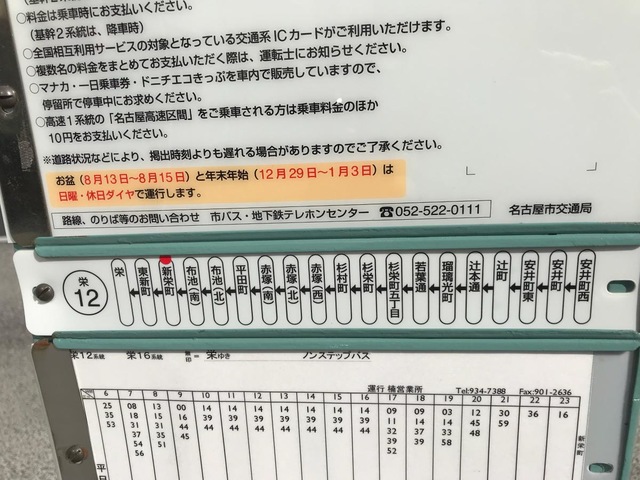 ○料金は乗車時にお支払いください。
（基幹２系統は、降車時）
○全国相互利用サービスの対象となっている交通系ICカードがご利用いただけます。
○複数名の料金をまとめてお支払いただく際は、運転士にお知らせください。
○マナカ・一日乗車券・ドニチエコきっぷを車内で販売していますので、
停留所で停車中にお求めください。
○高速１系統の「名古屋高速区間」をご乗車される方は乗車料金のほか
10円をお支払いください。
※道路状況などにより、掲出時刻よりも遅れる場合がありますのでご了承ください。
お盆（8月13日～8月15日）と年末年始（12月29日～1月3日）は
日曜・休日ダイヤで運行します。
路線、のりば等のお問い合わせ 市バス・地下鉄テレホンセンター ☎052-522-0111
名古屋市交通局
栄
12
栄
東新町
新栄町
布池(南)
布池(北)
平田町
赤塚(南)
赤塚(北)
赤塚(西)
杉村町
杉栄町
杉栄町五丁目
若葉通
瑠璃光町
辻本通
辻町
安井町東
安井町
安井町西
栄12系統 栄16系統 無印＝栄ゆき ノンステップバス
運行 楠営業所 Tel:934-7388 Fax:901-2636
6 7 8 9 10 11 12 13 14 15 16 17 18 19 20 21 22 23
25 08 13 00 14 14 14 14 14 14 14 09 09 03 12 30 36 16
35 18 15 16 39 39 39 39 39 39 39 11 14 14 45 59
53 31 31 44 44 44 44 44 44 44 44 32 37 33 48
37 44 45 39 39 58
54 51 52
56
新栄町
平日